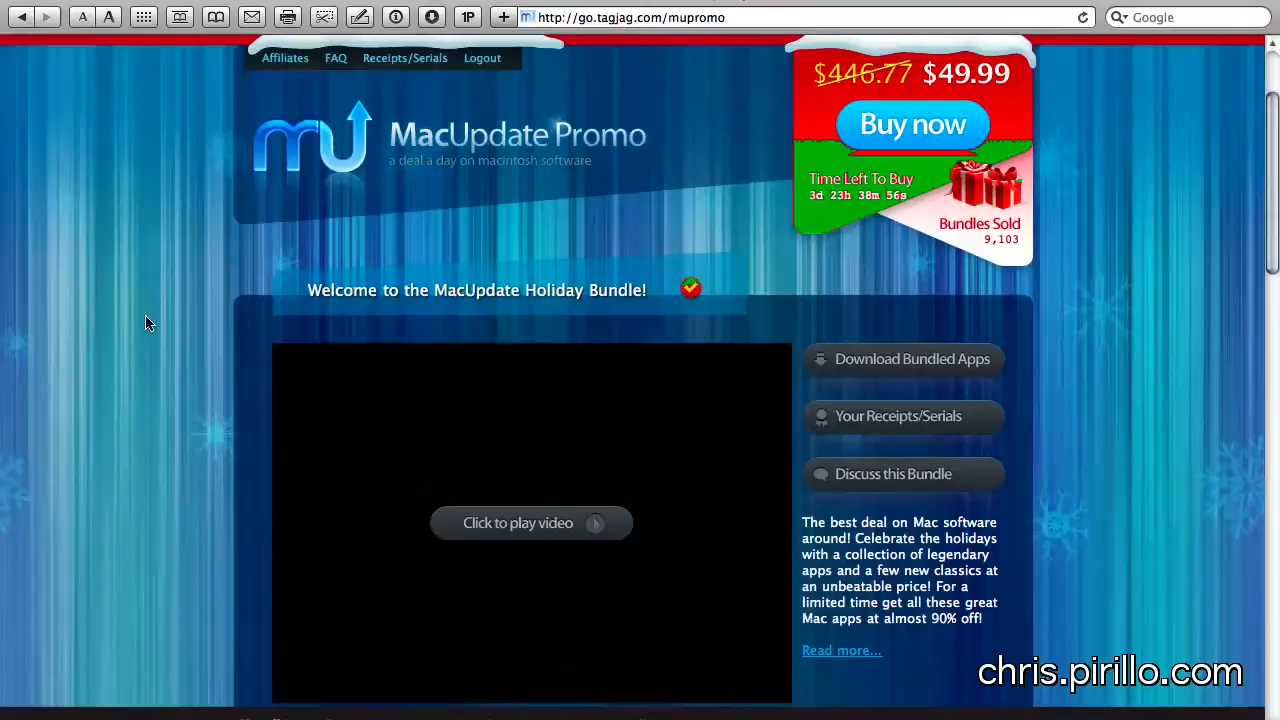 A A 1P + http://go.tagjag.com/mupromo Google
Affiliates FAQ Receipts/Serials Logout
$446.77 $49.99
Buy now
mu MacUpdate Promo
a deal a day on macintosh software
Time Left To Buy
3d 23h 38m 56s
Bundles Sold
9,103
Welcome to the MacUpdate Holiday Bundle!
Click to play video
Download Bundled Apps
Your Receipts/Serials
Discuss this Bundle
The best deal on Mac software
around! Celebrate the holidays
with a collection of legendary
apps and a few new classics at
an unbeatable price! For a
limited time get all these great
Mac apps at almost 90% off!
Read more...
chris.pirillo.com